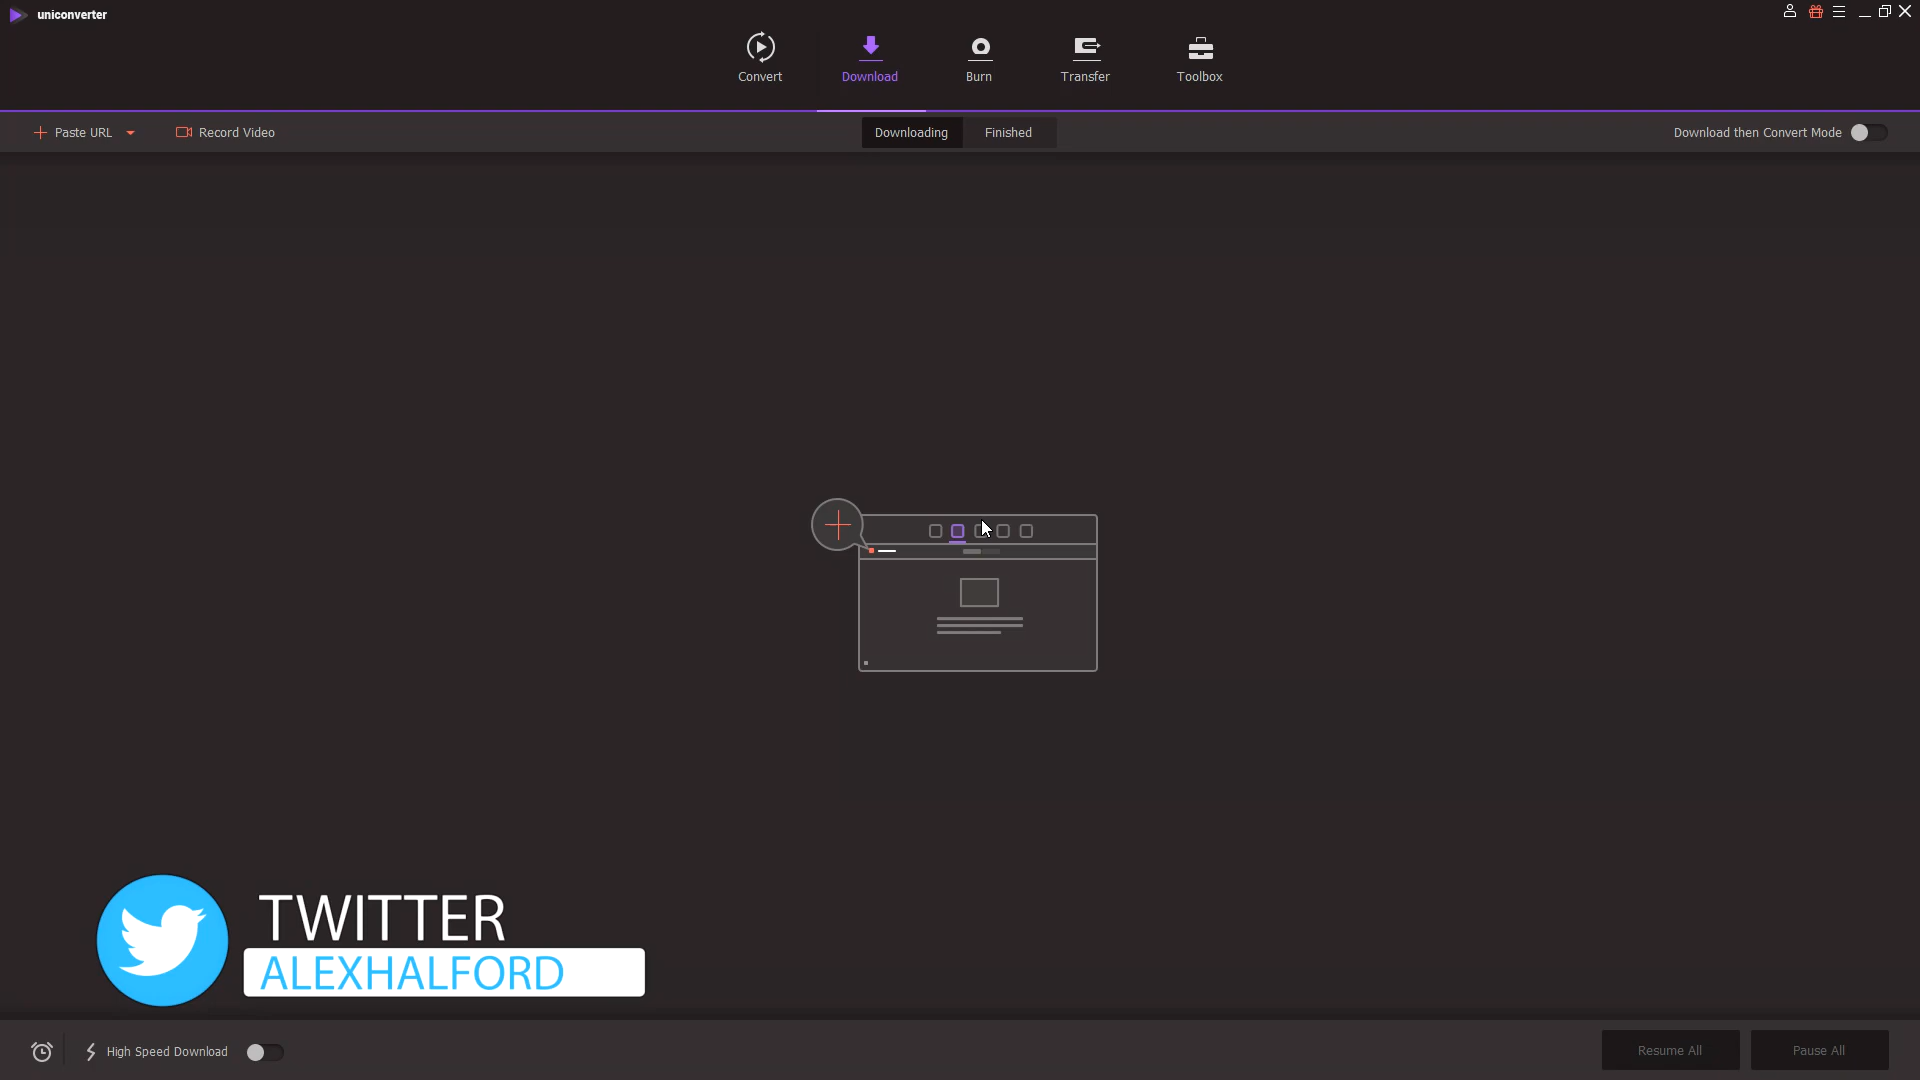 uniconverter
Convert
Download
Burn
Transfer
Toolbox
Paste URL
Record Video
Downloading
Finished
Download then Convert Mode
TWITTER
ALEXHALFORD
High Speed Download
Resume All
Pause All